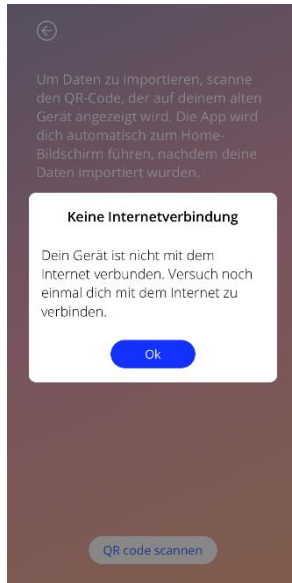 Um Daten zu importieren, scanne
den QR-Code, der auf deinem alten
Gerät angezeigt wird. Die App wird
dich automatisch zum Home-
Bildschirm führen, nachdem deine
Daten importiert wurden.
Keine Internetverbindung
Dein Gerät ist nicht mit dem
Internet verbunden. Versuch noch
einmal dich mit dem Internet zu
verbinden.
Ok
QR code scannen